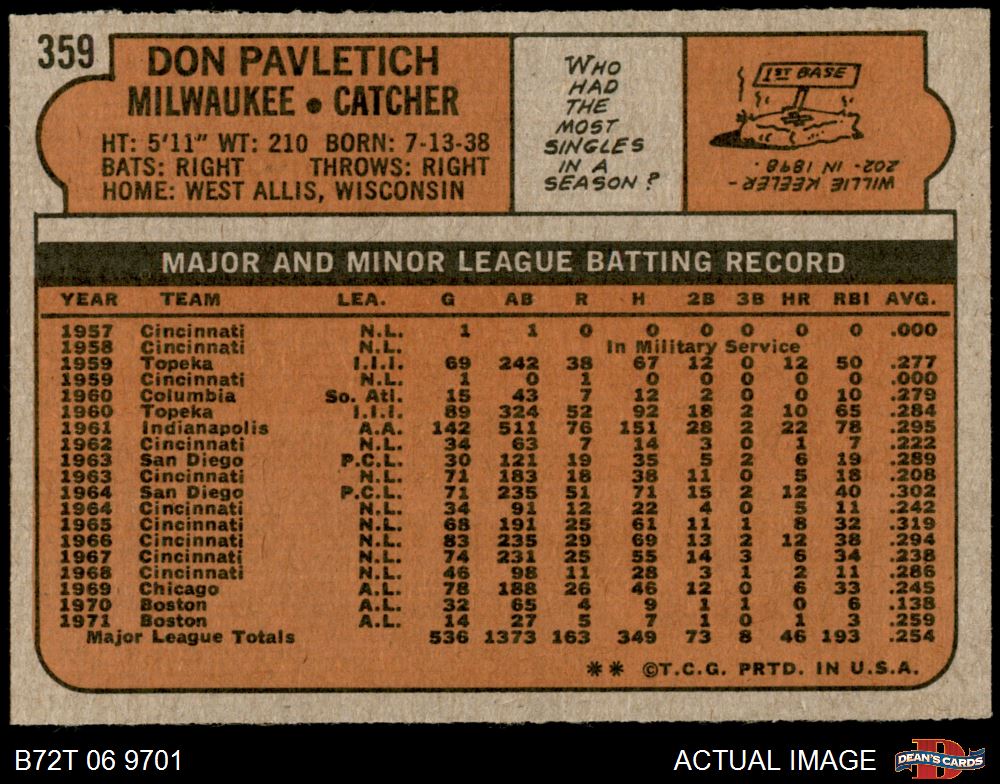 359
DON PAVLETICH
MILWAUKEE • CATCHER
HT: 5'11" WT: 210 BORN: 7-13-38
BATS: RIGHT THROWS: RIGHT
HOME: WEST ALLIS, WISCONSIN
WHO
HAD
THE
MOST
SINGLES
IN A
SEASON?
1ST BASE
WILLIE KEELER -
202 - IN 1898.
MAJOR AND MINOR LEAGUE BATTING RECORD
YEAR TEAM LEA. G AB R H 2B 3B HR RBI AVG.
1957 Cincinnati N.L. 1 1 0 0 0 0 0 0 .000
1958 Cincinnati N.L. In Military Service
1959 Topeka I.I.I. 69 242 38 67 12 0 12 50 .277
1959 Cincinnati N.L. 1 0 1 0 0 0 0 0 .000
1960 Columbia So. Atl. 15 43 7 12 2 0 0 10 .279
1960 Topeka I.I.I. 89 324 52 92 18 2 10 65 .284
1961 Indianapolis A.A. 142 511 76 151 28 2 22 78 .295
1962 Cincinnati N.L. 34 63 7 14 3 0 1 7 .222
1963 San Diego P.C.L. 30 121 19 35 5 2 6 19 .289
1963 Cincinnati N.L. 71 183 18 38 11 0 5 18 .208
1964 San Diego P.C.L. 71 235 51 71 15 2 12 40 .302
1964 Cincinnati N.L. 34 91 12 22 4 0 5 11 .242
1965 Cincinnati N.L. 68 191 25 61 11 1 8 32 .319
1966 Cincinnati N.L. 83 235 29 69 13 2 12 38 .294
1967 Cincinnati N.L. 74 231 25 55 14 3 6 34 .238
1968 Cincinnati N.L. 46 98 11 28 3 1 2 11 .286
1969 Chicago A.L. 78 188 26 46 12 0 6 33 .245
1970 Boston A.L. 32 65 4 9 1 1 0 6 .138
1971 Boston A.L. 14 27 5 7 1 0 1 3 .259
Major League Totals 536 1373 163 349 73 8 46 193 .254
** ©T.C.G. PRTD. IN U.S.A.
B72T 06 9701
ACTUAL IMAGE
D
DEAN'S CARDS